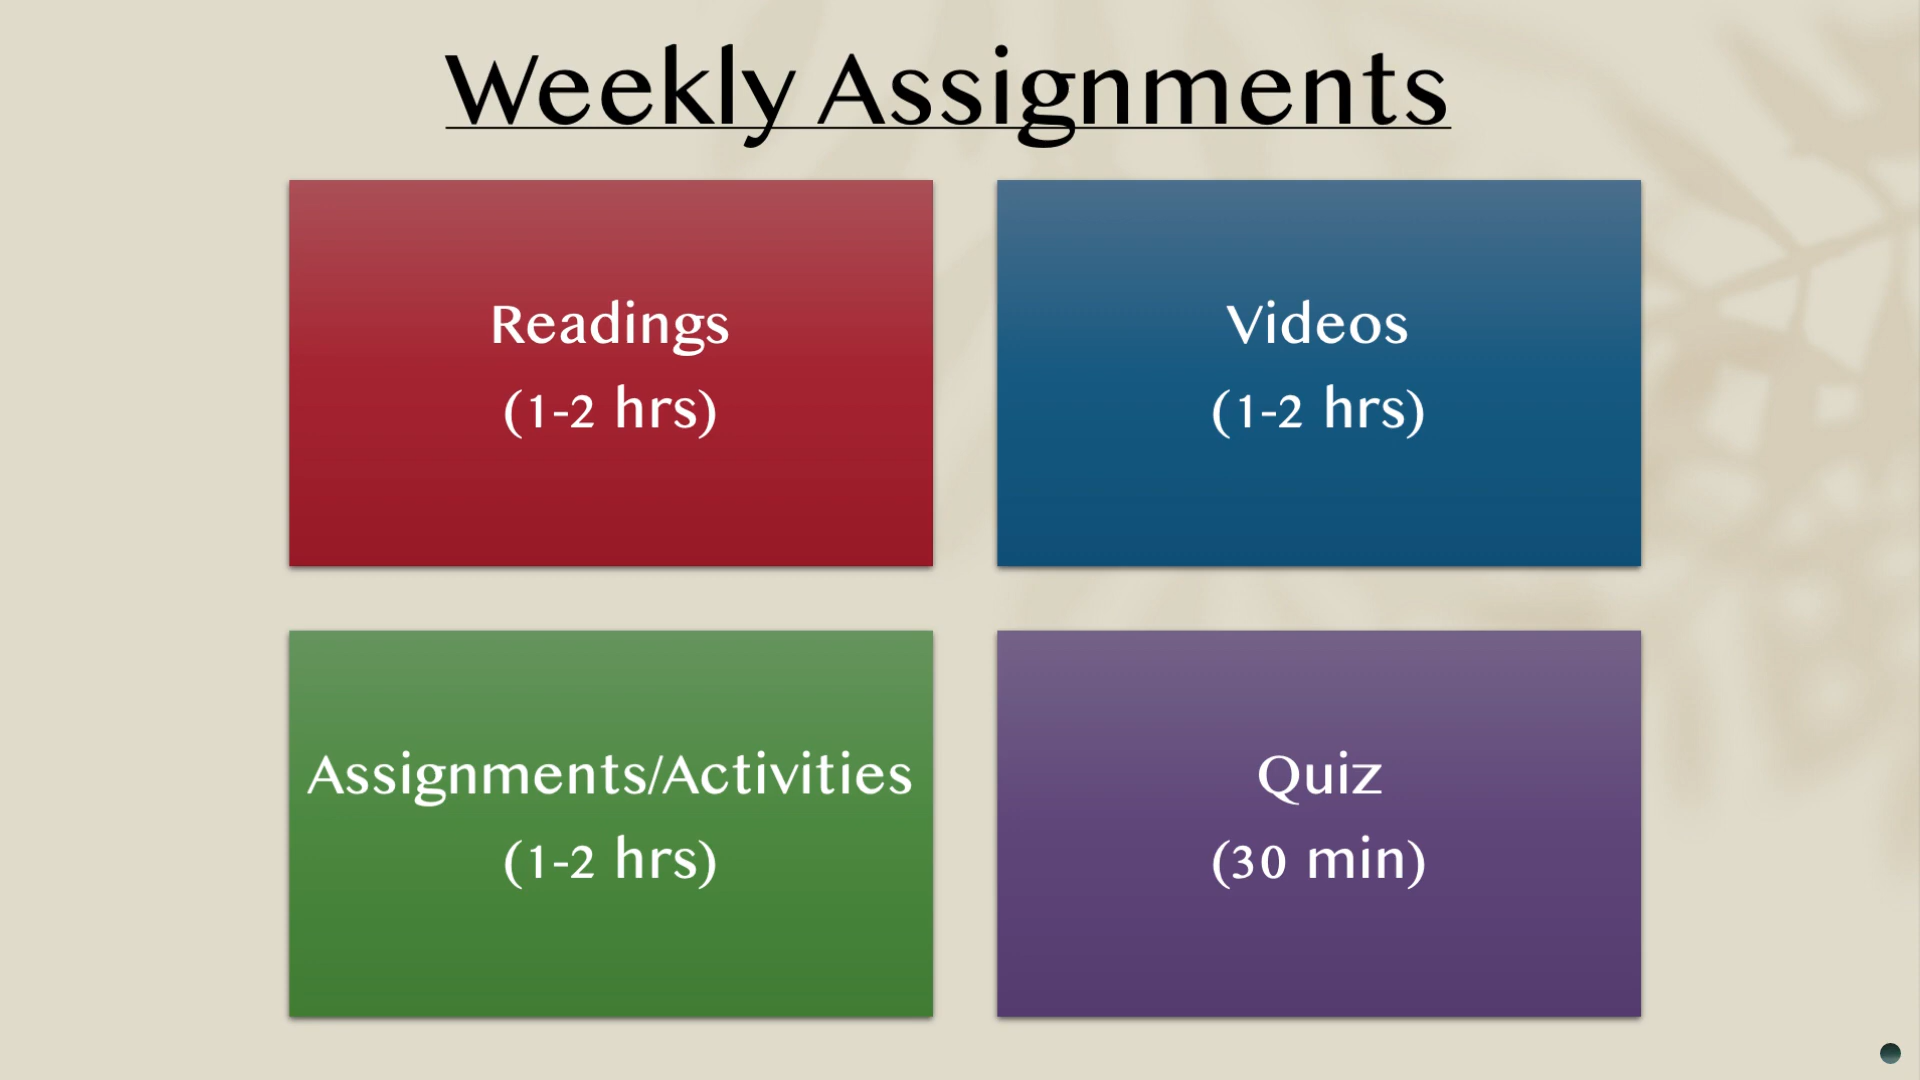 Weekly Assignments
Readings
(1-2 hrs)
Videos
(1-2 hrs)
Assignments/Activities
(1-2 hrs)
Quiz
(30 min)